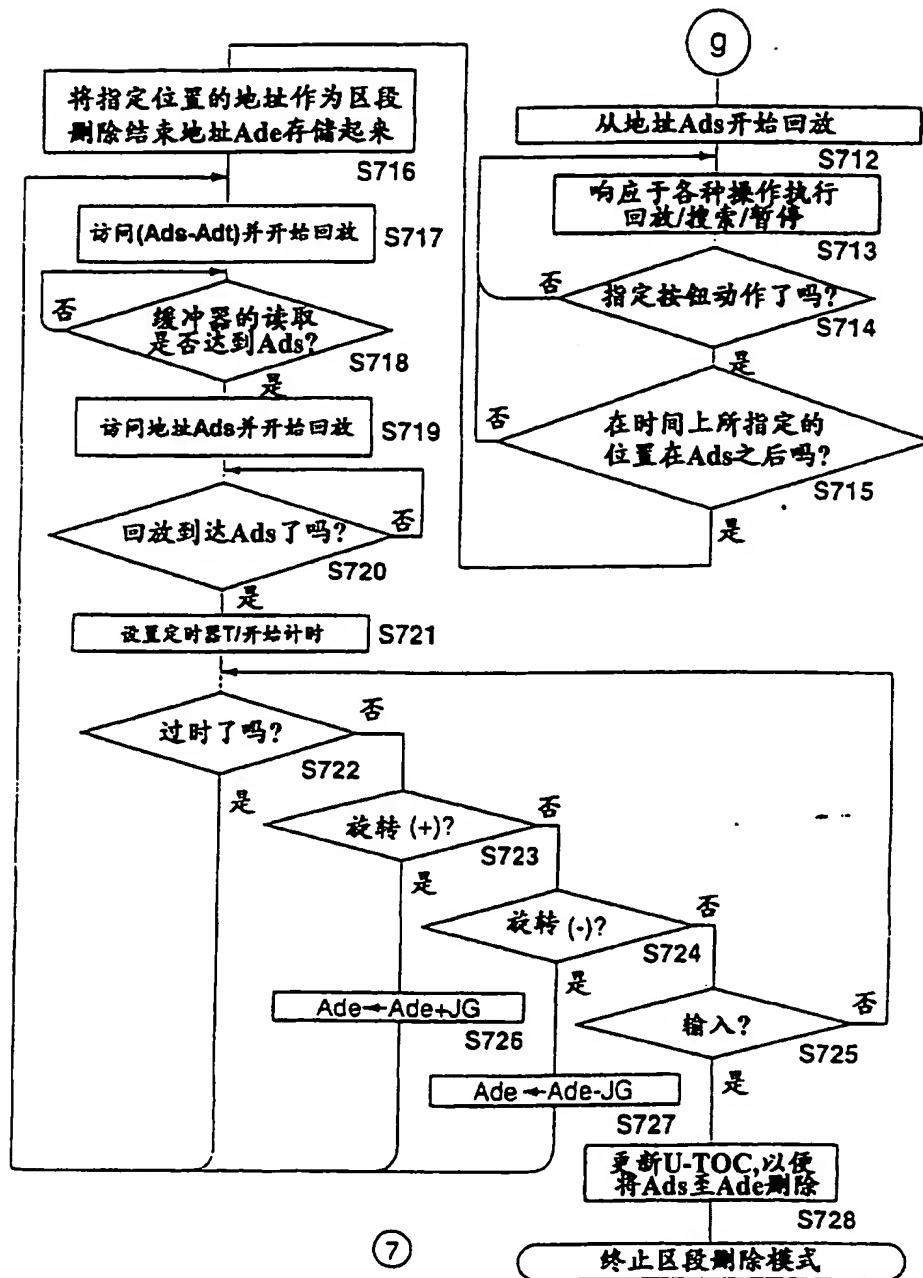 g
从地址Ads开始回放
S712
响应于各种操作执行
回放/搜索/暂停
S713
指定按钮动作了吗?
S714
否
是
在时间上所指定的
位置在Ads之后吗?
S715
否
是
将指定位置的地址作为区段
删除结束地址Ade存储起来
S716
访问(Ads-Adt)并开始回放
S717
否
缓冲器的读取
是否达到Ads?
S718
是
访问地址Ads并开始回放
S719
回放到达Ads了吗?
否
S720
是
设置定时器T/开始计时
S721
过时了吗?
否
S722
是
旋转(+)?
否
S723
是
旋转(-)?
否
S724
是
Ade←Ade+JG
S726
输入?
否
S725
是
Ade←Ade-JG
S727
更新U-TOC,以便
将Ads至Ade删除
S728
7
终止区段删除模式